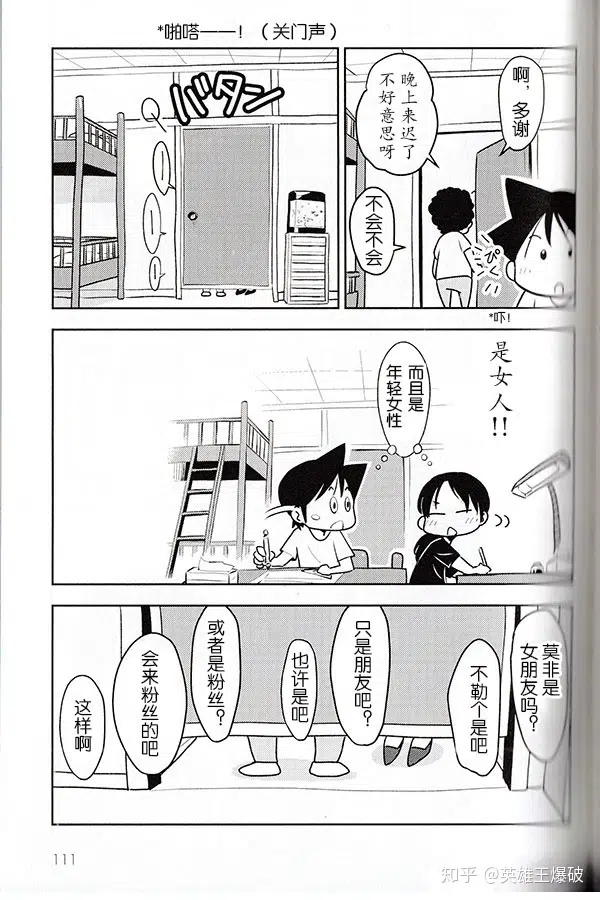 啊，多谢
晚上来迟了
不好意思呀
不会不会
*吓！
*啪嗒——！（关门声）
バタン
是女人!!
而且是
年轻女性
莫非是
女朋友吗？
不勒个是吧
只是朋友吧？
也许是吧
或者是粉丝？
会来粉丝的吧
这样啊
111
知乎 @英雄王爆破